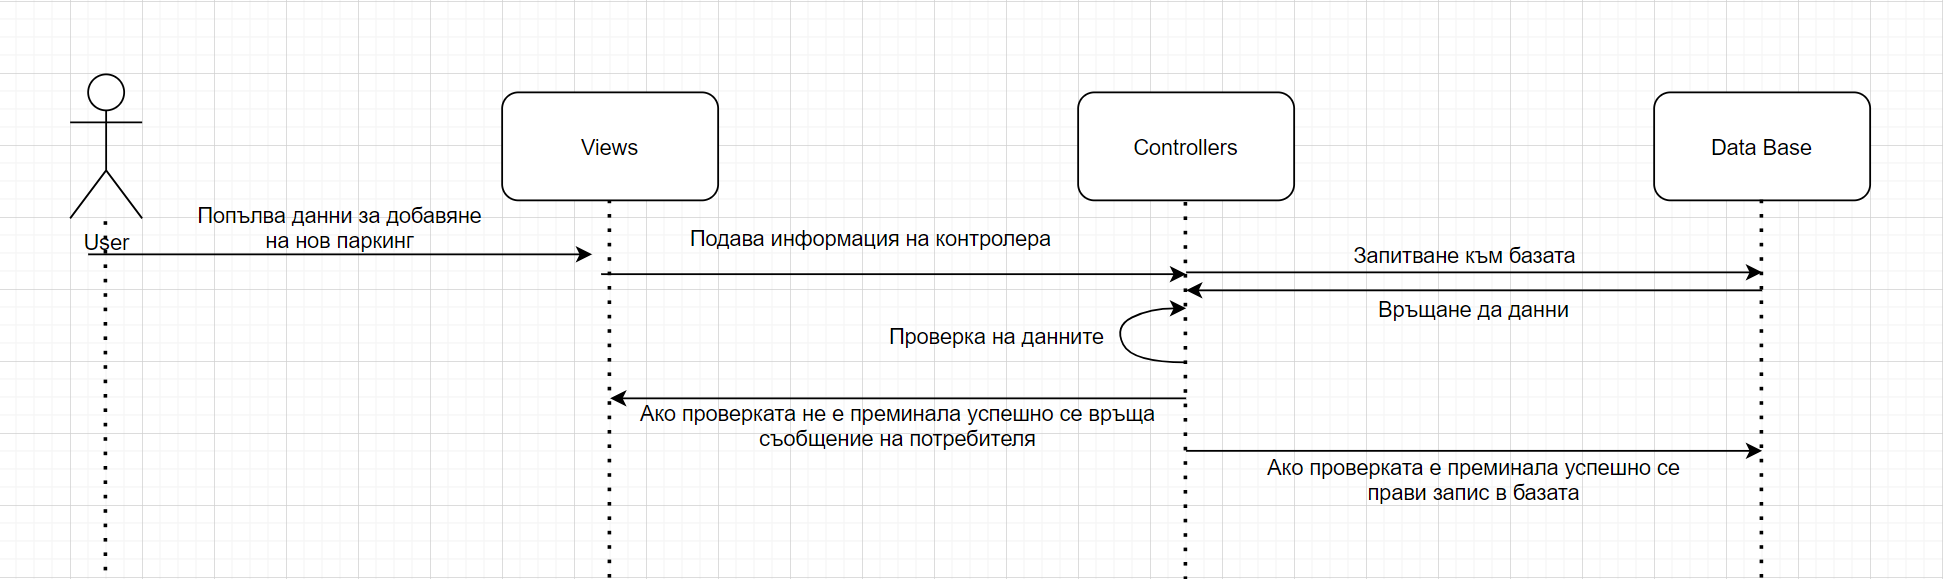 Views
Controllers
Data Base
User
Попълва данни за добавяне
на нов паркинг
Подава информация на контролера
Запитване към базата
Връщане да данни
Проверка на данните
Ако проверката не е преминала успешно се връща
съобщение на потребителя
Ако проверката е преминала успешно се
прави запис в базата